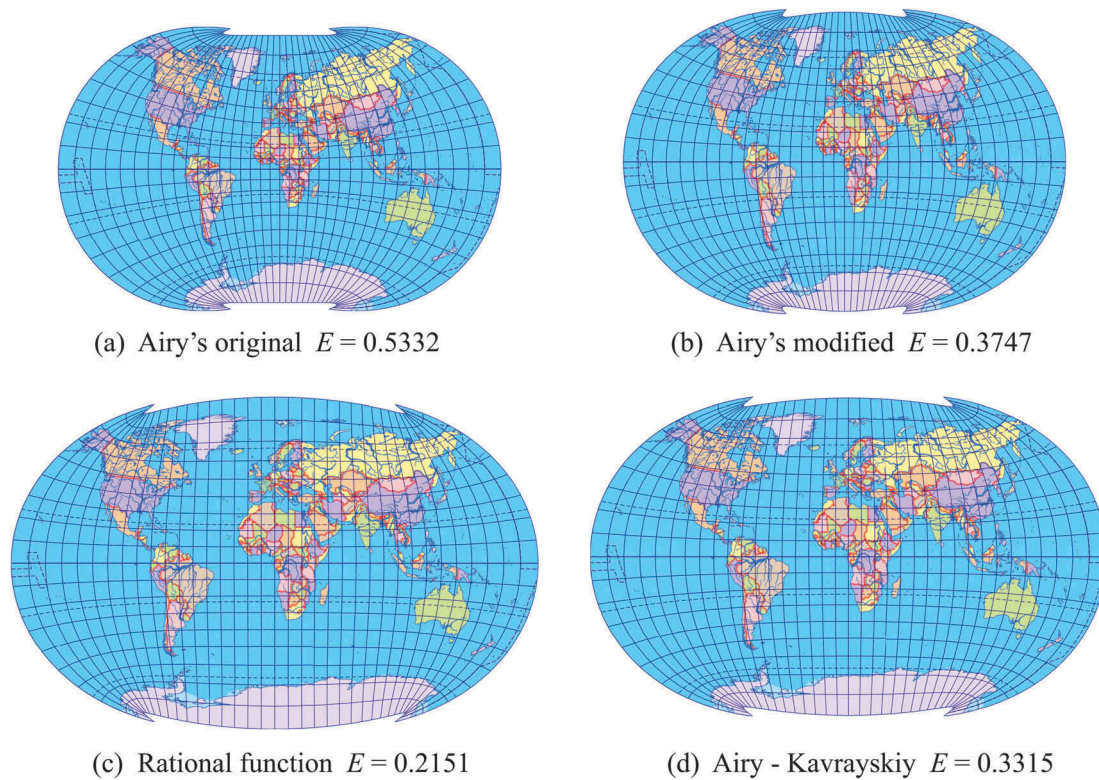 (a) Airy’s original E = 0.5332
(b) Airy’s modified E = 0.3747
(c) Rational function E = 0.2151
(d) Airy - Kavrayskiy E = 0.3315